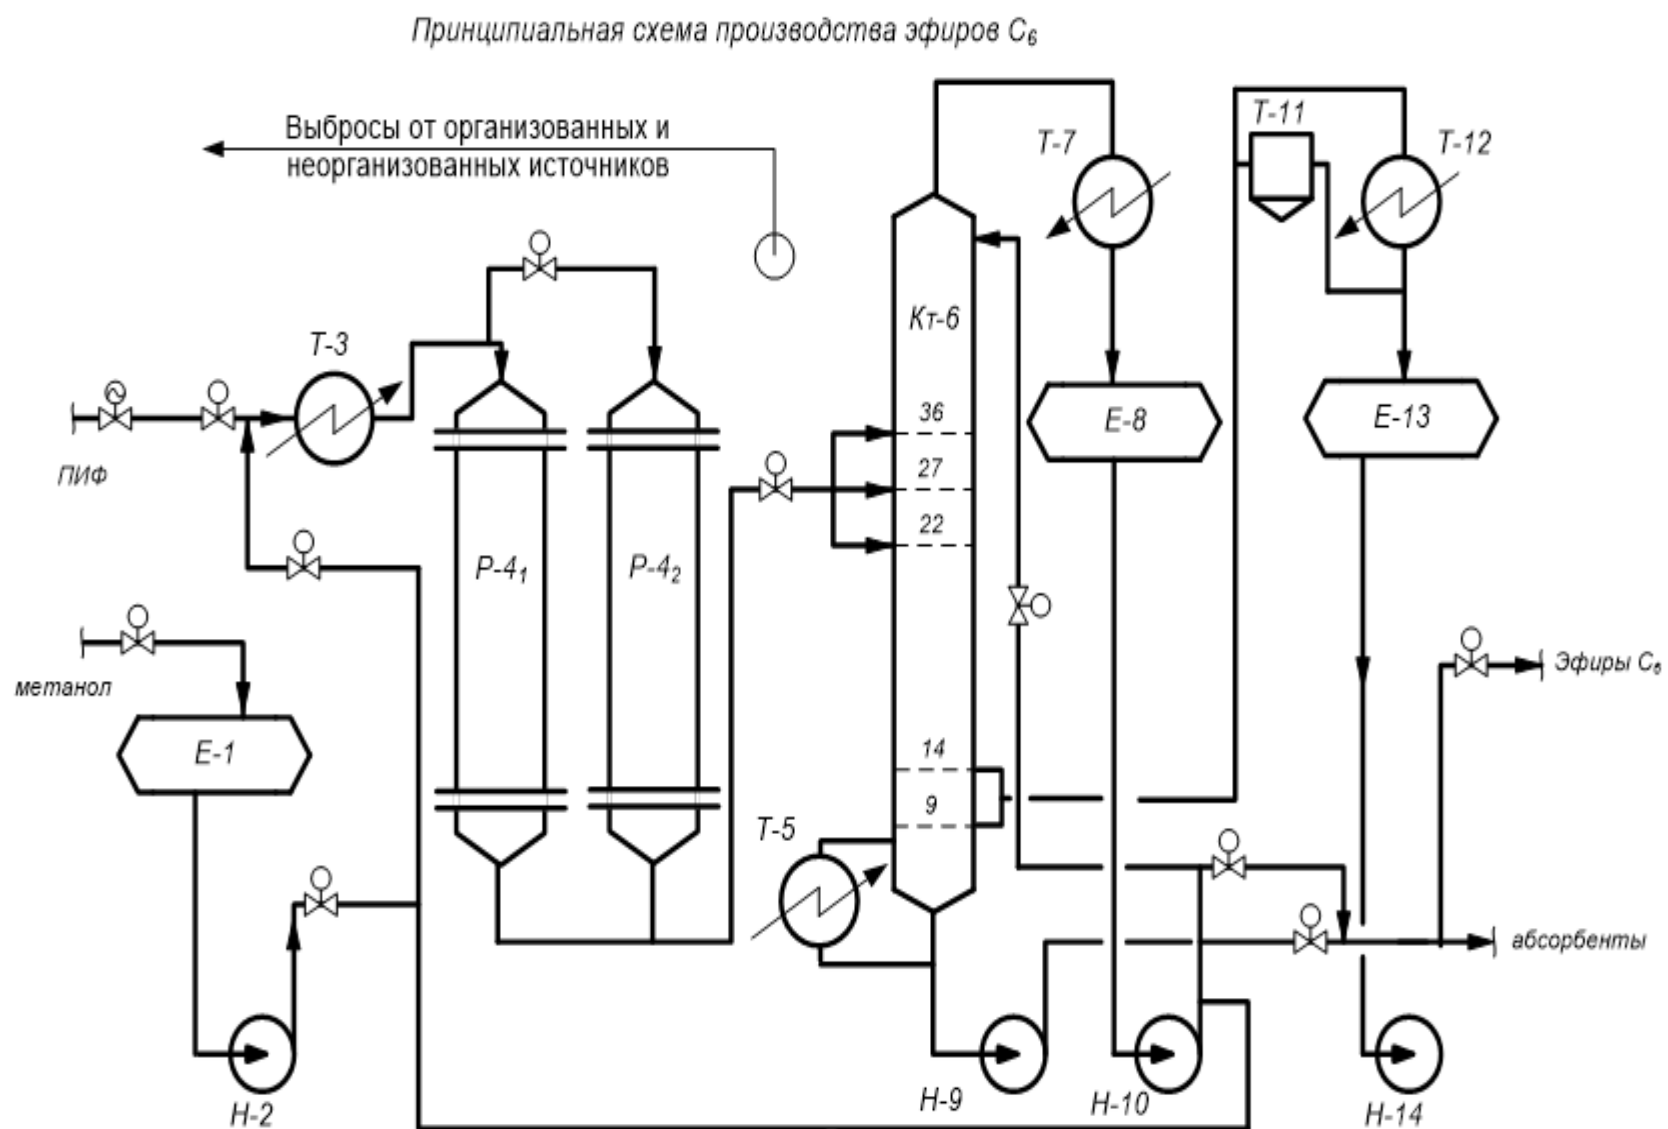 Принципиальная схема производства эфиров С₆
Выбросы от организованных и
неорганизованных источников
Т-7
Т-11
Т-12
Кт-6
Т-3
36
27
22
Е-8
Е-13
ПИФ
Р-4₁
Р-4₂
метанол
Эфиры С₆
Е-1
14
9
Т-5
абсорбенты
Н-2
Н-9
Н-10
Н-14